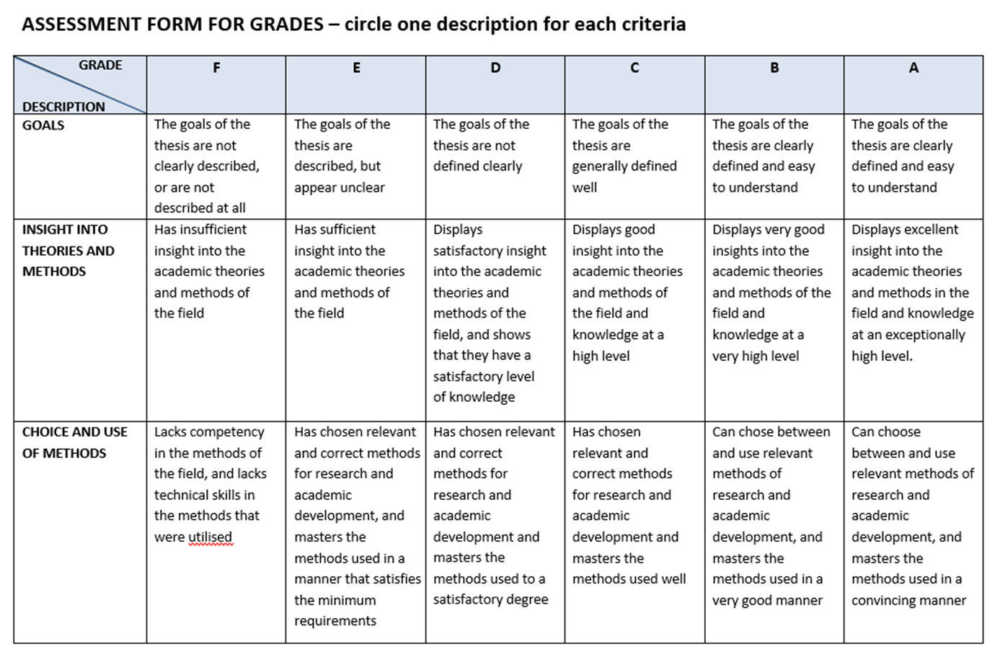 ASSESSMENT FORM FOR GRADES – circle one description for each criteria
GRADE
DESCRIPTION
F
E
D
C
B
A
GOALS
The goals of the
thesis are not
clearly described,
or are not
described at all
The goals of the
thesis are
described, but
appear unclear
The goals of the
thesis are not
defined clearly
The goals of the
thesis are
generally defined
well
The goals of the
thesis are clearly
defined and easy
to understand
The goals of the
thesis are clearly
defined and easy
to understand
INSIGHT INTO
THEORIES AND
METHODS
Has insufficient
insight into the
academic theories
and methods of
the field
Has sufficient
insight into the
academic theories
and methods of
the field
Displays
satisfactory insight
into the academic
theories and
methods of the
field, and shows
that they have a
satisfactory level
of knowledge
Displays good
insight into the
academic theories
and methods of
the field and
knowledge at a
high level
Displays very good
insights into the
academic theories
and methods of the
field and
knowledge at a
very high level
Displays excellent
insight into the
academic theories
and methods in the
field and knowledge
at an exceptionally
high level.
CHOICE AND USE
OF METHODS
Lacks competency
in the methods of
the field, and lacks
technical skills in
the methods that
were utilised
Has chosen relevant
and correct methods
for research and
academic
development, and
masters the
methods used in a
manner that satisfies
the minimum
requirements
Has chosen relevant
and correct
methods for
research and
academic
development and
masters the
methods used to a
satisfactory degree
Has chosen
relevant and
correct methods
for research and
academic
development and
masters the
methods used well
Can chose between
and use relevant
methods of
research and
academic
development, and
masters the
methods used in a
very good manner
Can choose
between and use
relevant methods of
research and
academic
development, and
masters the
methods used in a
convincing manner